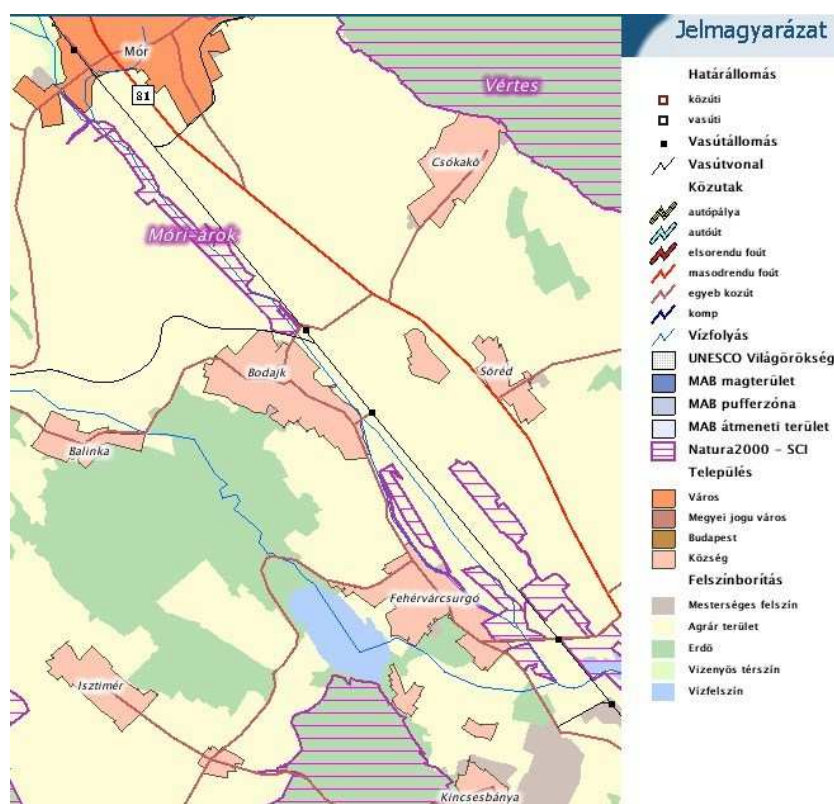 Mór
81
Vértes
Csókakő
Móri-árok
Bodajk
Söréd
Balinka
Fehérvárcsurgó
Isztimér
Kincsesbánya
Jelmagyarázat
Határállomás
közúti
vasúti
Vasútállomás
Vasútvonal
Közutak
autópálya
autóút
elsorendu foút
masodrendu foút
egyeb kozút
komp
Vízfolyás
UNESCO Világörökség
MAB magterület
MAB pufferzóna
MAB átmeneti terület
Natura2000 - SCI
Település
Város
Megyei jogu város
Budapest
Község
Felszínborítás
Mesterséges felszín
Agrár terület
Erdő
Vizenyös térszín
Vízfelszín